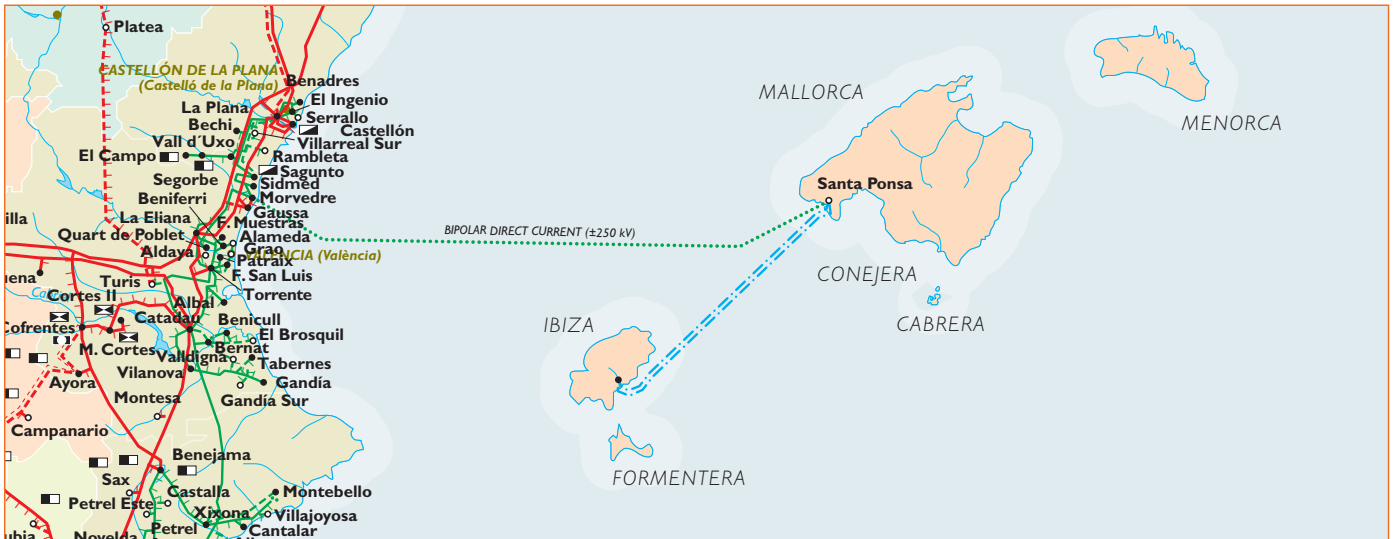 Platea
CASTELLÓN DE LA PLANA
(Castelló de la Plana)
Benadres
El Ingenio
La Plana
Serrallo
Bechi
Castellón
Villarreal Sur
Vall d´Uxo
El Campo
Rambleta
Segorbe
Sagunto
Sidmed
Beniferri
Morvedre
La Eliana
Gaussa
F. Muestras
Quart de Poblet
Alameda
Aldaya
Grao
VALENCIA (València)
Patraix
F. San Luis
Turis
Torrente
Cortes II
Albal
Catadau
Benicull
Cofrentes
El Brosquil
M. Cortes
Bernat
Valldigna
Tabernes
Vilanova
Ayora
Gandía
Montesa
Gandía Sur
Campanario
Benejama
Sax
Castalla
Montebello
Petrel Este
Xixona
Villajoyosa
Petrel
Cantalar
Novelda
BIPOLAR DIRECT CURRENT (±250 kV)
MALLORCA
MENORCA
Santa Ponsa
CONEJERA
CABRERA
IBIZA
FORMENTERA